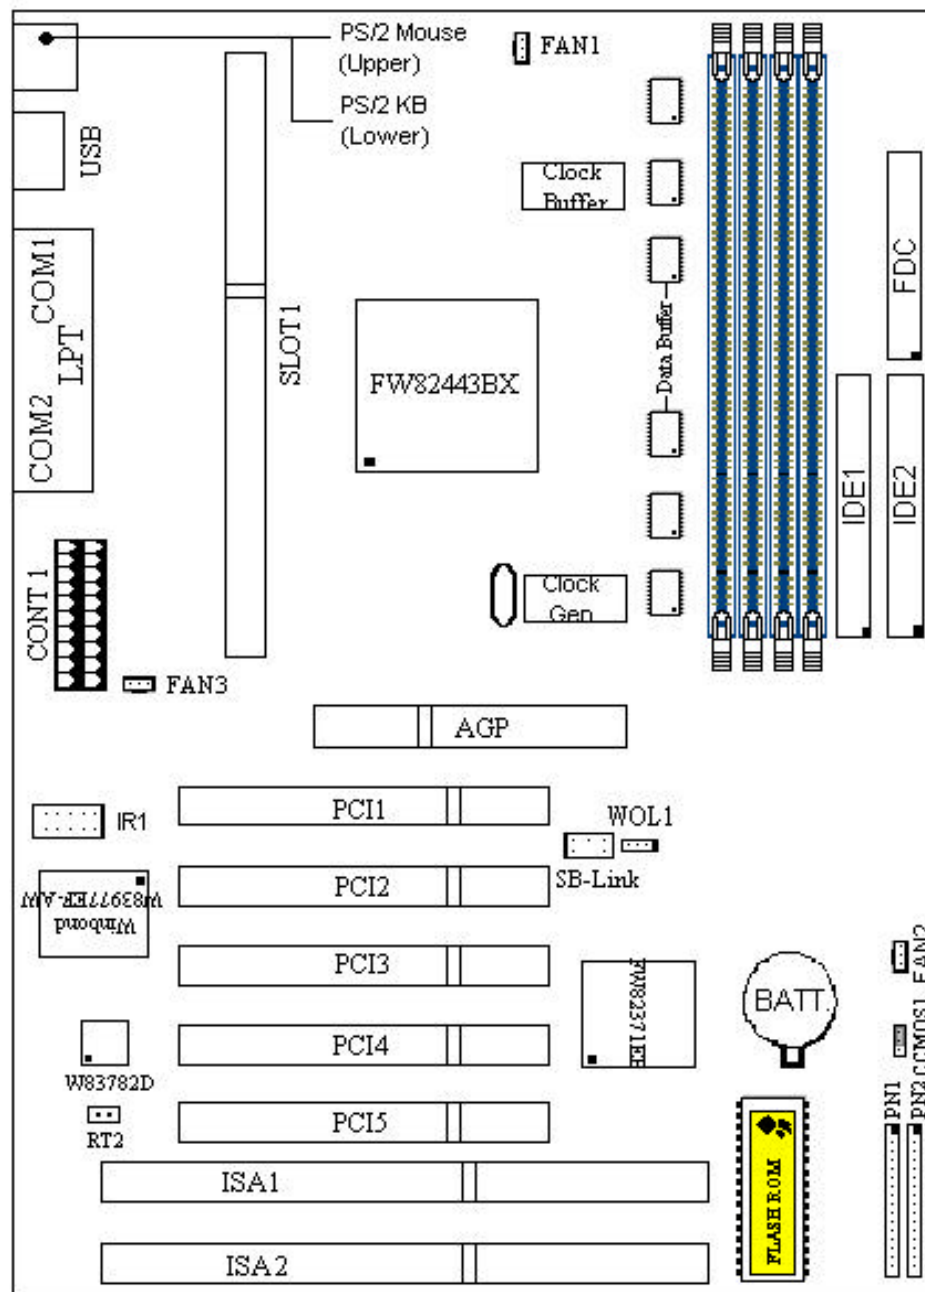 PS/2 Mouse
(Upper)
PS/2 KB
(Lower)
FAN1
USB
Clock
Buffer
COM1
COM2
LPT
SLOT1
FW82443BX
Data Buffer
FDC
IDE1
IDE2
CONT1
Clock
Gen
FAN3
AGP
IR1
PCI1
WOL1
SB-Link
Winbond
W83977EF-AW
PCI2
PCI3
FW82371EB
BATT.
FAN2
CCMOS1
W83782D
PCI4
RT2
PCI5
PN1
PN2
ISA1
FLASH ROM
ISA2